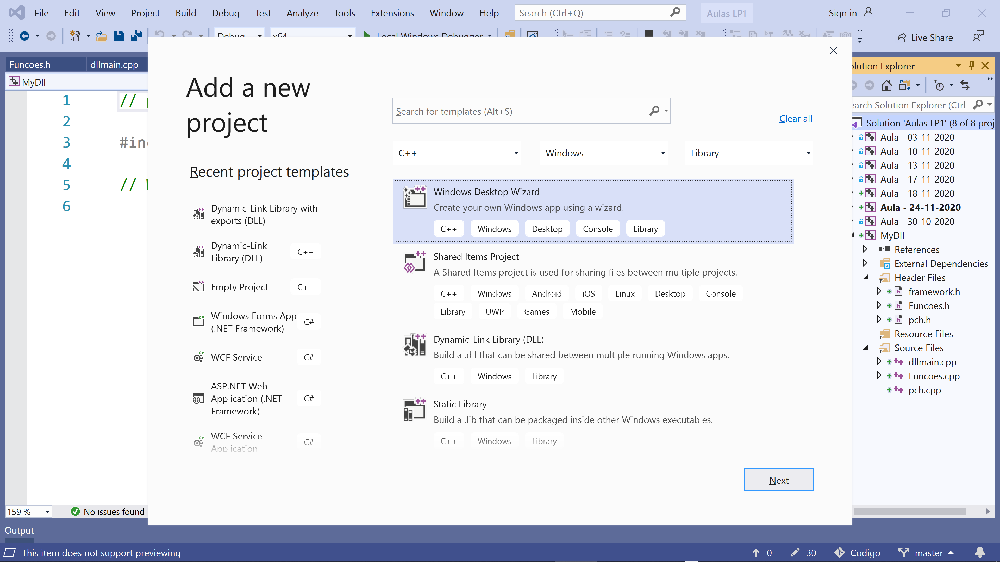 File Edit View Project Build Debug Test Analyze Tools Extensions Window Help Search (Ctrl+Q) Aulas LP1 Sign in
Debug x64 Local Windows Debugger Live Share
Funcoes.h dllmain.cpp
MyDll
1 //
2
3 #inc
4
5 //
6
159 % No issues found
Add a new
project
Recent project templates
Dynamic-Link Library with
exports (DLL)
Dynamic-Link
Library (DLL) C++
Empty Project C++
Windows Forms App
(.NET Framework) C#
WCF Service C#
ASP.NET Web
Application (.NET
Framework) C#
WCF Service
Application C#
Search for templates (Alt+S)
Clear all
C++ Windows Library
Windows Desktop Wizard
Create your own Windows app using a wizard.
C++ Windows Desktop Console Library
Shared Items Project
A Shared Items project is used for sharing files between multiple projects.
C++ Windows Android iOS Linux Desktop Console
Library UWP Games Mobile
Dynamic-Link Library (DLL)
Build a .dll that can be shared between multiple running Windows apps.
C++ Windows Library
Static Library
Build a .lib that can be packaged inside other Windows executables.
C++ Windows Library
Next
olution Explorer
earch Solution Explorer (Ctrl
Solution 'Aulas LP1' (8 of 8 proj
Aula - 03-11-2020
Aula - 10-11-2020
Aula - 13-11-2020
Aula - 17-11-2020
Aula - 18-11-2020
Aula - 24-11-2020
Aula - 30-10-2020
MyDll
References
External Dependencies
Header Files
framework.h
Funcoes.h
pch.h
Resource Files
Source Files
dllmain.cpp
Funcoes.cpp
pch.cpp
Output
This item does not support previewing 0 30 Codigo master